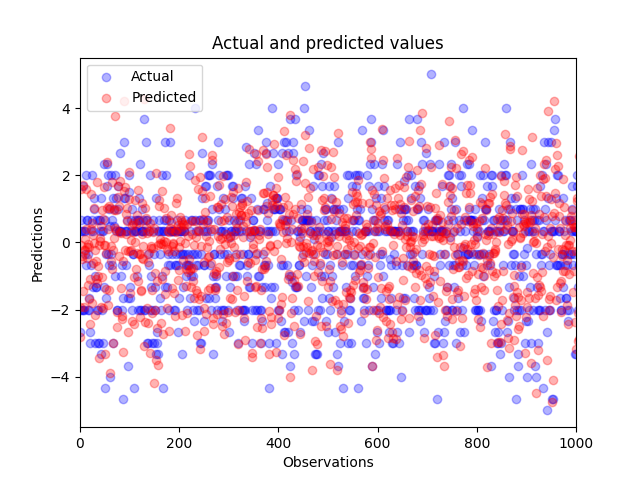 Actual and predicted values
Actual
Predicted
4
2
0
−2
−4
Predictions
0 200 400 600 800 1000
Observations